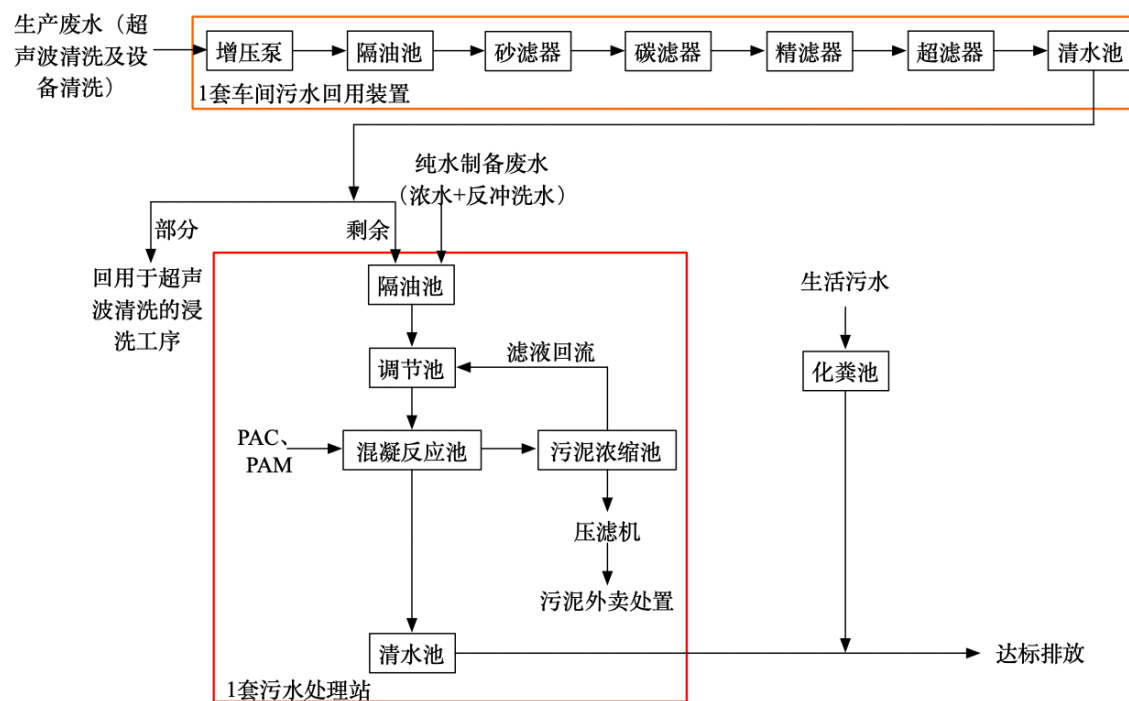 生产废水（超
声波清洗及设
备清洗）
增压泵
隔油池
砂滤器
碳滤器
精滤器
超滤器
清水池
1套车间污水回用装置
纯水制备废水
（浓水+反冲洗水）
部分
剩余
回用于超声
波清洗的浸
洗工序
隔油池
生活污水
调节池
滤液回流
化粪池
PAC、
PAM
混凝反应池
污泥浓缩池
压滤机
污泥外卖处置
清水池
达标排放
1套污水处理站